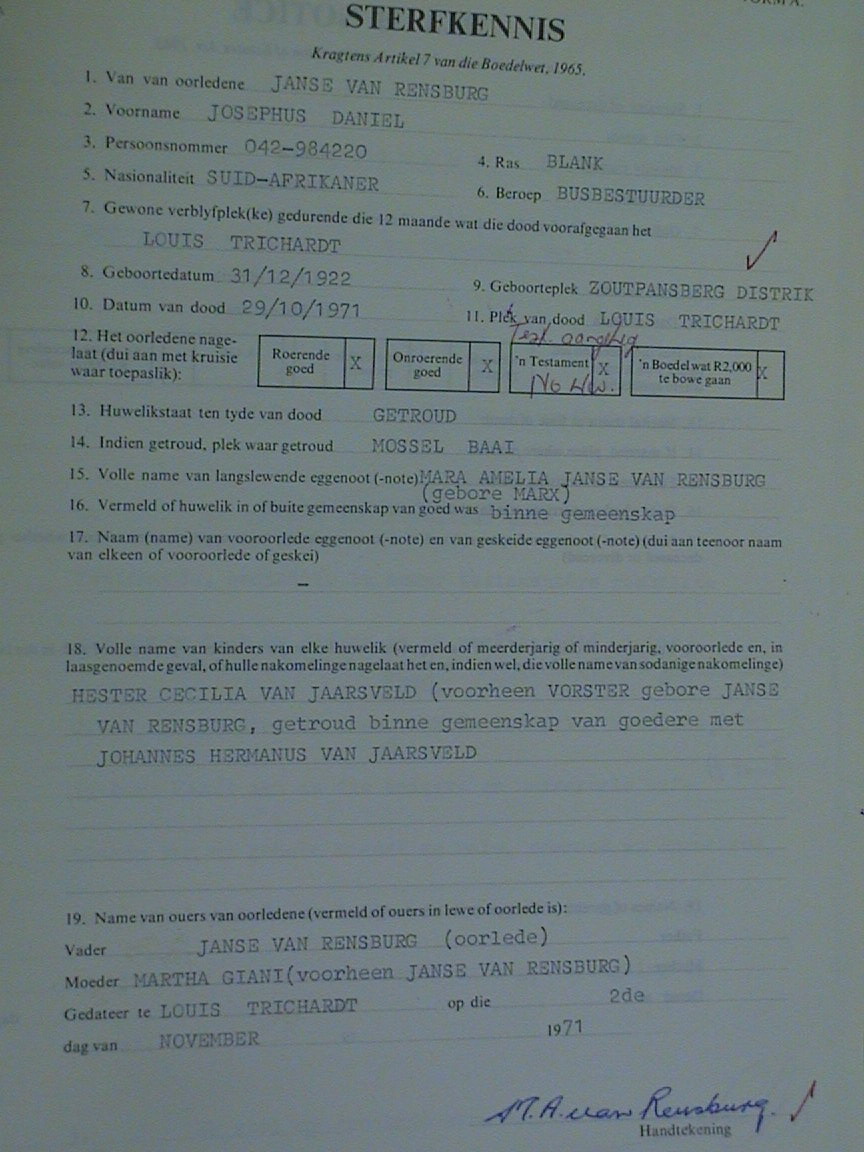 STERFKENNIS
Kragtens Artikel 7 van die Boedelwet, 1965.
1. Van van oorledene JANSE VAN RENSBURG
2. Voorname JOSEPHUS DANIEL
3. Persoonsnommer 042-984220
4. Ras BLANK
5. Nasionaliteit SUID-AFRIKANER
6. Beroep BUSBESTUURDER
7. Gewone verblyfplek(ke) gedurende die 12 maande wat die dood voorafgegaan het
LOUIS TRICHARDT
8. Geboortedatum 31/12/1922
9. Geboorteplek ZOUTPANSBERG DISTRIK
10. Datum van dood 29/10/1971
11. Plek van dood LOUIS TRICHARDT
12. Het oorledene nage-
laat (dui aan met kruisie
waar toepaslik):
Roerende
goed X
Onroerende
goed X
'n Testament X
'n Boedel wat R2,000
te bowe gaan X
13. Huwelikstaat ten tyde van dood GETROUD
14. Indien getroud, plek waar getroud MOSSEL BAAI
15. Volle name van langslewende eggenoot (-note) MARA AMELIA JANSE VAN RENSBURG
(gebore MARX)
16. Vermeld of huwelik in of buite gemeenskap van goed was binne gemeenskap
17. Naam (name) van vooroorlede eggenoot (-note) en van geskeide eggenoot (-note) (dui aan teenoor naam
van elkeen of vooroorlede of geskei)
–
18. Volle name van kinders van elke huwelik (vermeld of meerderjarig of minderjarig, vooroorlede en, in
laasgenoemde geval, of hulle nakomelinge nagelaat het en, indien wel, die volle name van sodanige nakomelinge)
HESTER CECILIA VAN JAARSVELD (voorheen VORSTER gebore JANSE
VAN RENSBURG, getroud binne gemeenskap van goedere met
JOHANNES HERMANUS VAN JAARSVELD
19. Name van ouers van oorledene (vermeld of ouers in lewe of oorlede is):
Vader JANSE VAN RENSBURG (oorlede)
Moeder MARTHA GIANI(voorheen JANSE VAN RENSBURG)
Gedateer te LOUIS TRICHARDT op die 2de
dag van NOVEMBER 1971
M.A. van Rensburg.
Handtekening